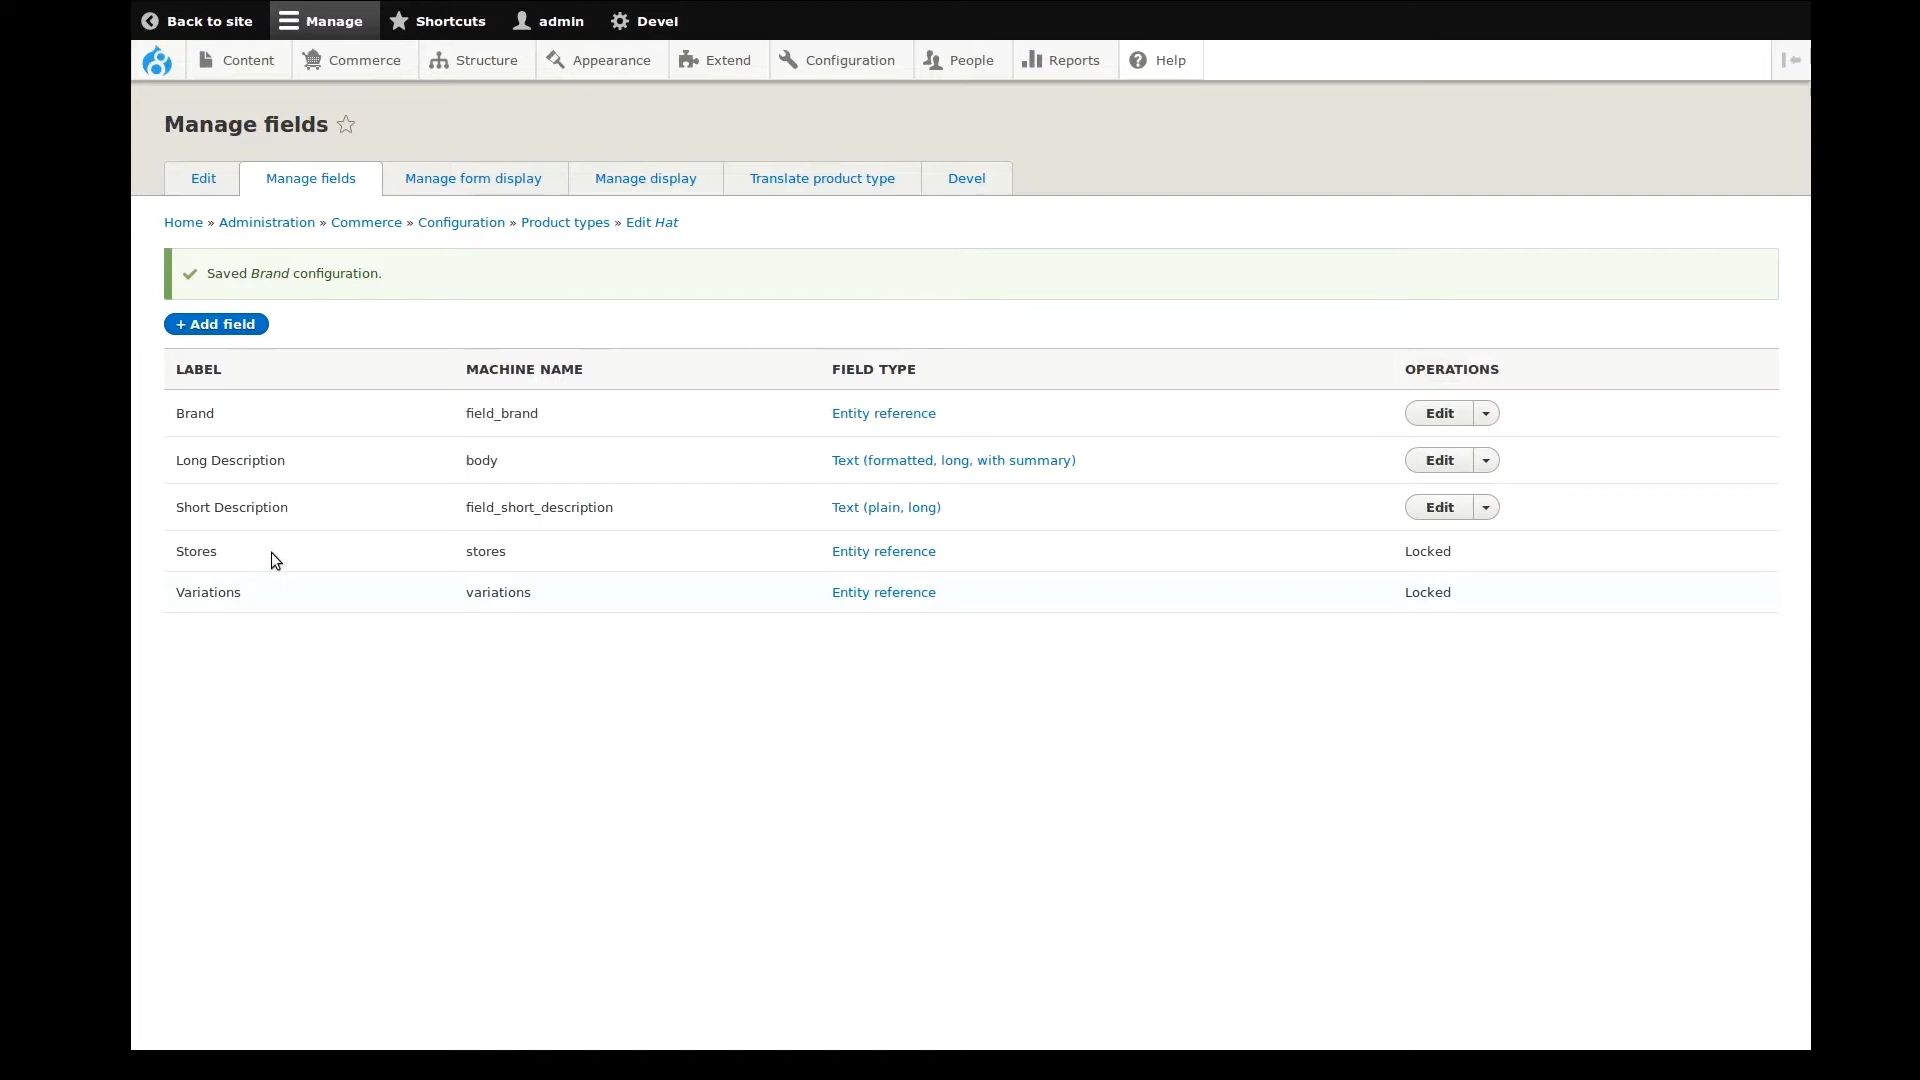 Back to site Manage Shortcuts admin Devel
Content Commerce Structure Appearance Extend Configuration People Reports Help
Manage fields
Edit Manage fields Manage form display Manage display Translate product type Devel
Home » Administration » Commerce » Configuration » Product types » Edit Hat
Saved Brand configuration.
+ Add field
LABEL MACHINE NAME FIELD TYPE OPERATIONS
Brand field_brand Entity reference Edit
Long Description body Text (formatted, long, with summary) Edit
Short Description field_short_description Text (plain, long) Edit
Stores stores Entity reference Locked
Variations variations Entity reference Locked